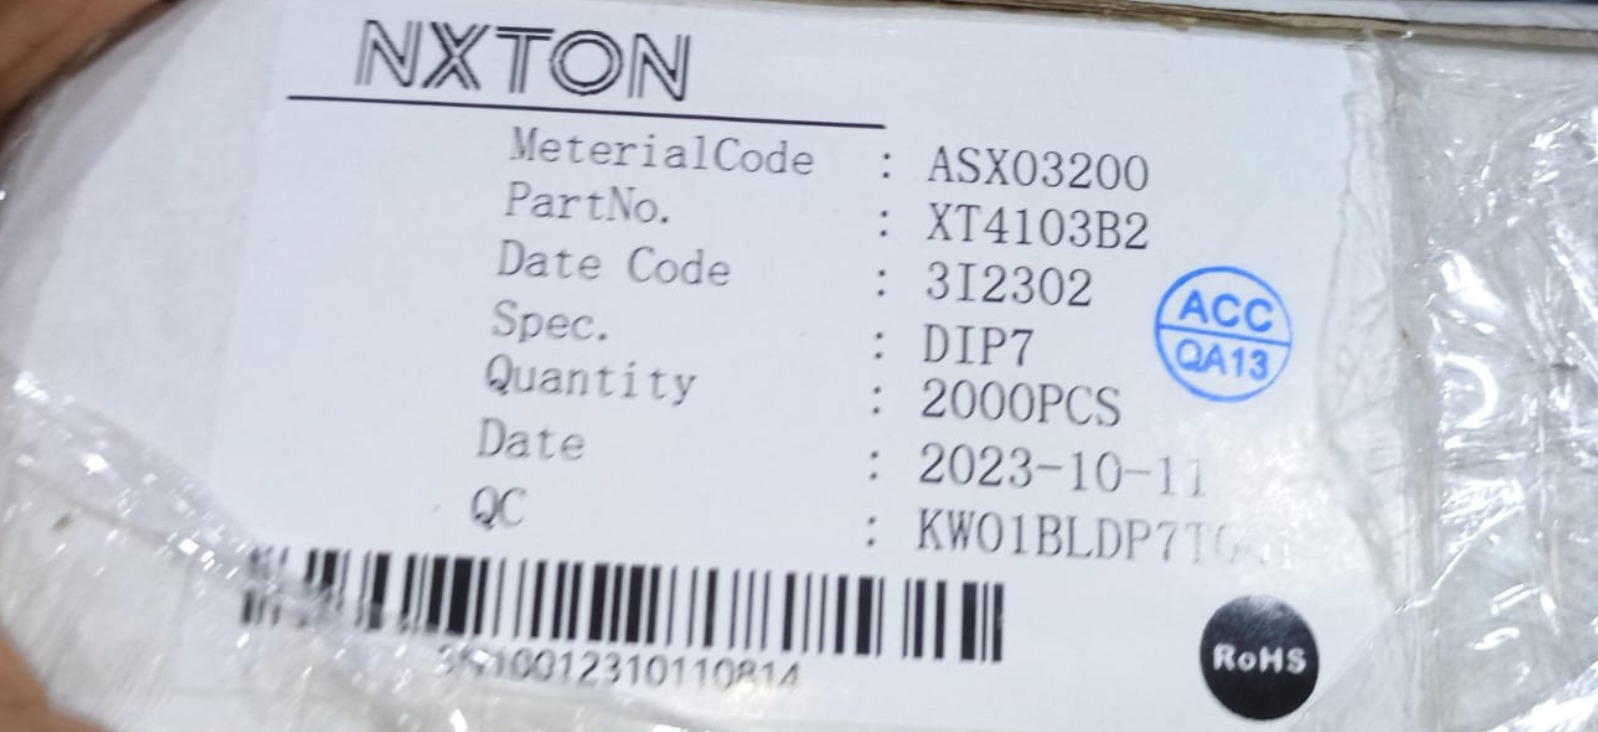 NXTON
MeterialCode : ASX03200
PartNo. : XT4103B2
Date Code : 3I2302
Spec. : DIP7
Quantity : 2000PCS
Date : 2023-10-11
QC :
ACC
QA13
RoHS